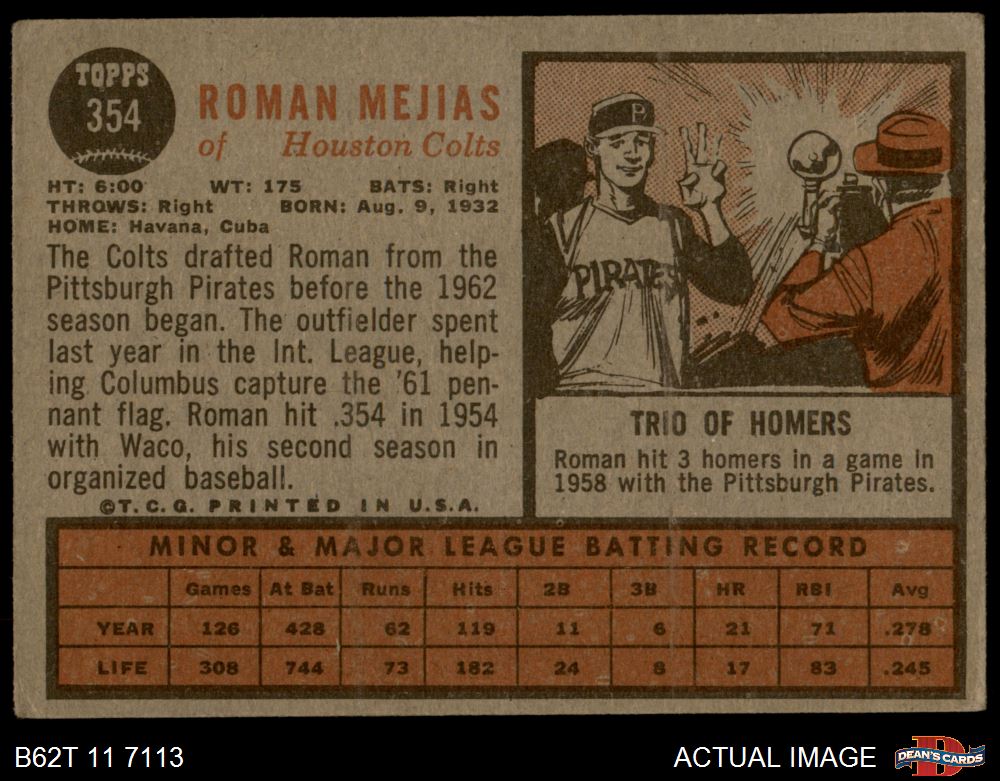 TOPPS
354
ROMAN MEJIAS
of Houston Colts
HT: 6:00 WT: 175 BATS: Right
THROWS: Right BORN: Aug. 9, 1932
HOME: Havana, Cuba
The Colts drafted Roman from the
Pittsburgh Pirates before the 1962
season began. The outfielder spent
last year in the Int. League, help-
ing Columbus capture the '61 pen-
nant flag. Roman hit .354 in 1954
with Waco, his second season in
organized baseball.
©T.C.G. PRINTED IN U.S.A.
P
PIRATES
TRIO OF HOMERS
Roman hit 3 homers in a game in
1958 with the Pittsburgh Pirates.
MINOR & MAJOR LEAGUE BATTING RECORD
Games At Bat Runs Hits 2B 3B HR RBI Avg
YEAR 126 428 62 119 11 6 21 71 .278
LIFE 308 744 73 182 24 8 17 83 .245
B62T 11 7113
ACTUAL IMAGE
D
DEAN'S CARDS